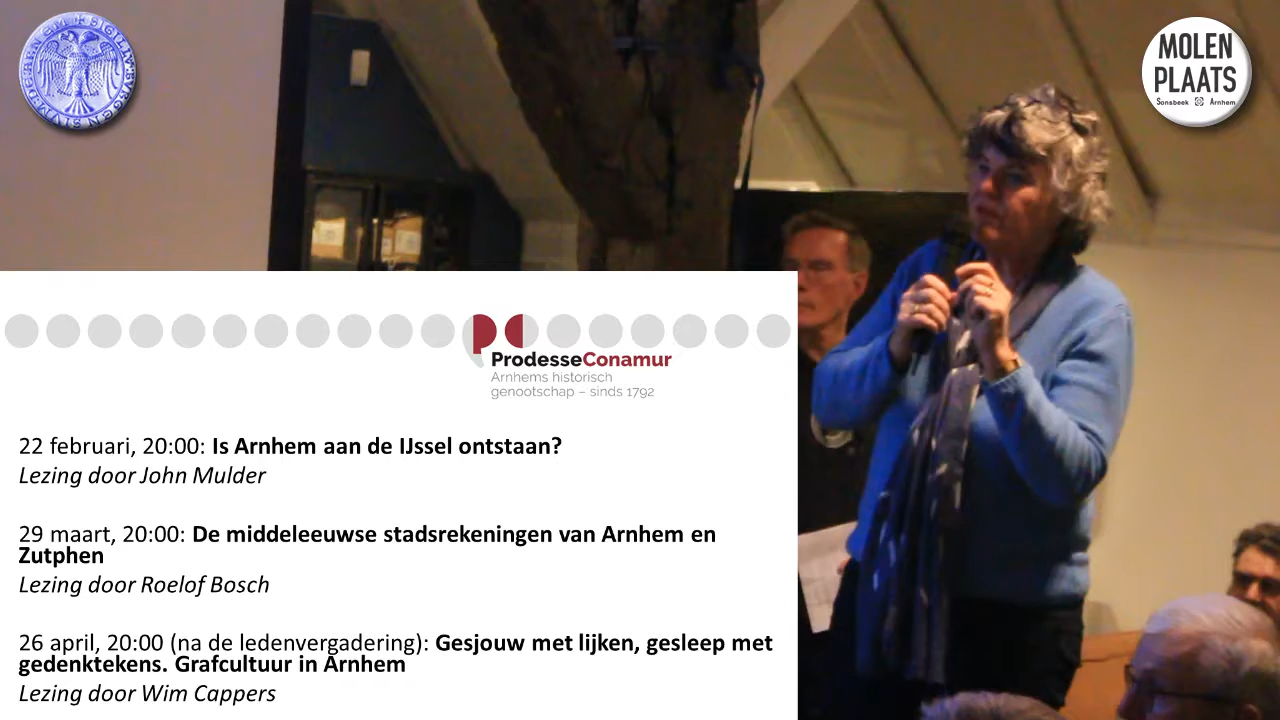 MOLEN
PLAATS
Sonsbeek Arnhem
ProdesseConamur
Arnhems historisch
genootschap – sinds 1792
22 februari, 20:00: Is Arnhem aan de IJssel ontstaan?
Lezing door John Mulder
29 maart, 20:00: De middeleeuwse stadsrekeningen van Arnhem en
Zutphen
Lezing door Roelof Bosch
26 april, 20:00 (na de ledenvergadering): Gesjouw met lijken, gesleep met
gedenktekens. Grafcultuur in Arnhem
Lezing door Wim Cappers